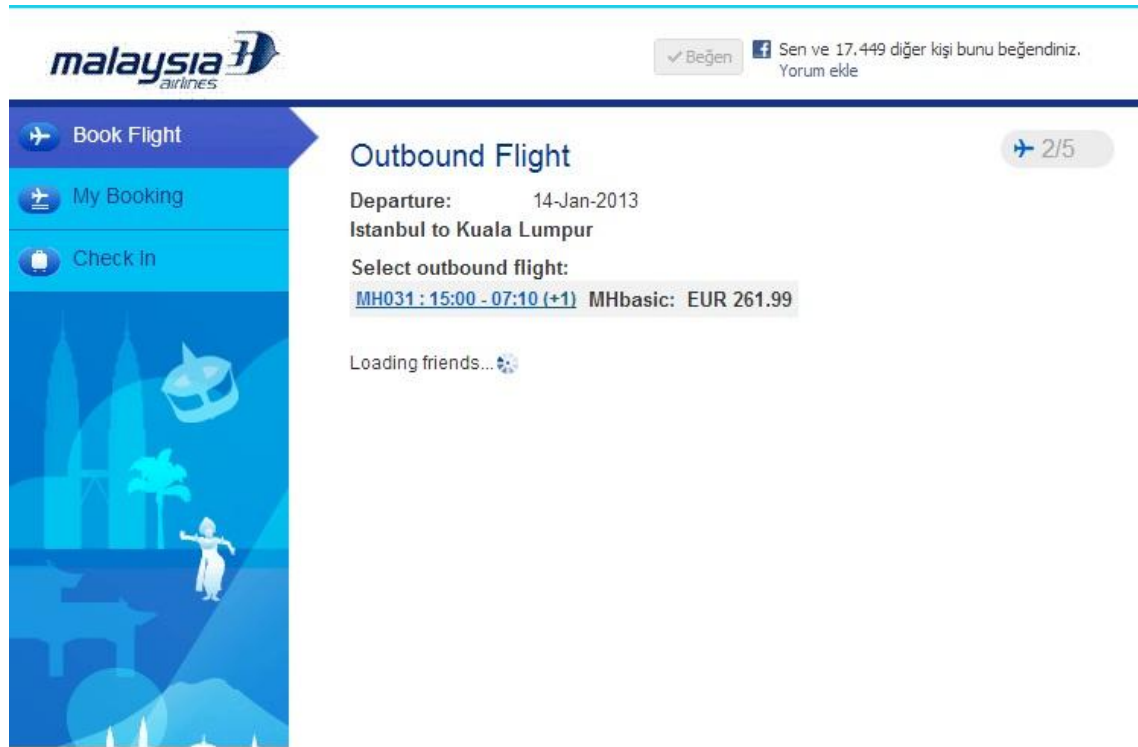 malaysia
airlines
Beğen
Sen ve 17.449 diğer kişi bunu beğendiniz.
Yorum ekle
Book Flight
My Booking
Check In
Outbound Flight
2/5
Departure: 14-Jan-2013
Istanbul to Kuala Lumpur
Select outbound flight:
MH031 : 15:00 - 07:10 (+1) MHbasic: EUR 261.99
Loading friends...